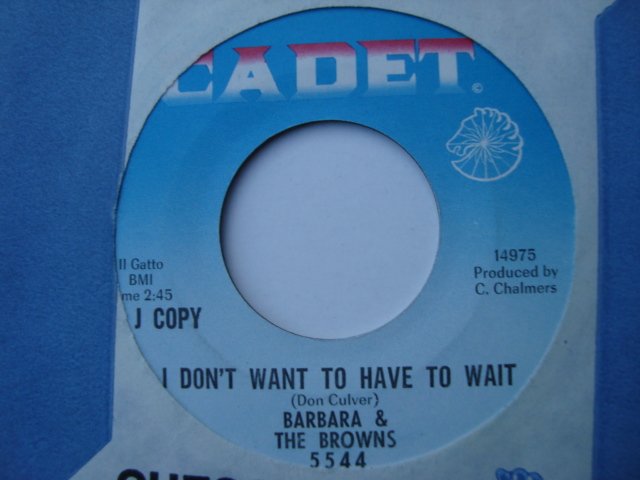 CADET
©
Il Gatto
BMI
me 2:45
J COPY
14975
Produced by
C. Chalmers
I DON'T WANT TO HAVE TO WAIT
(Don Culver)
BARBARA &
THE BROWNS
5544